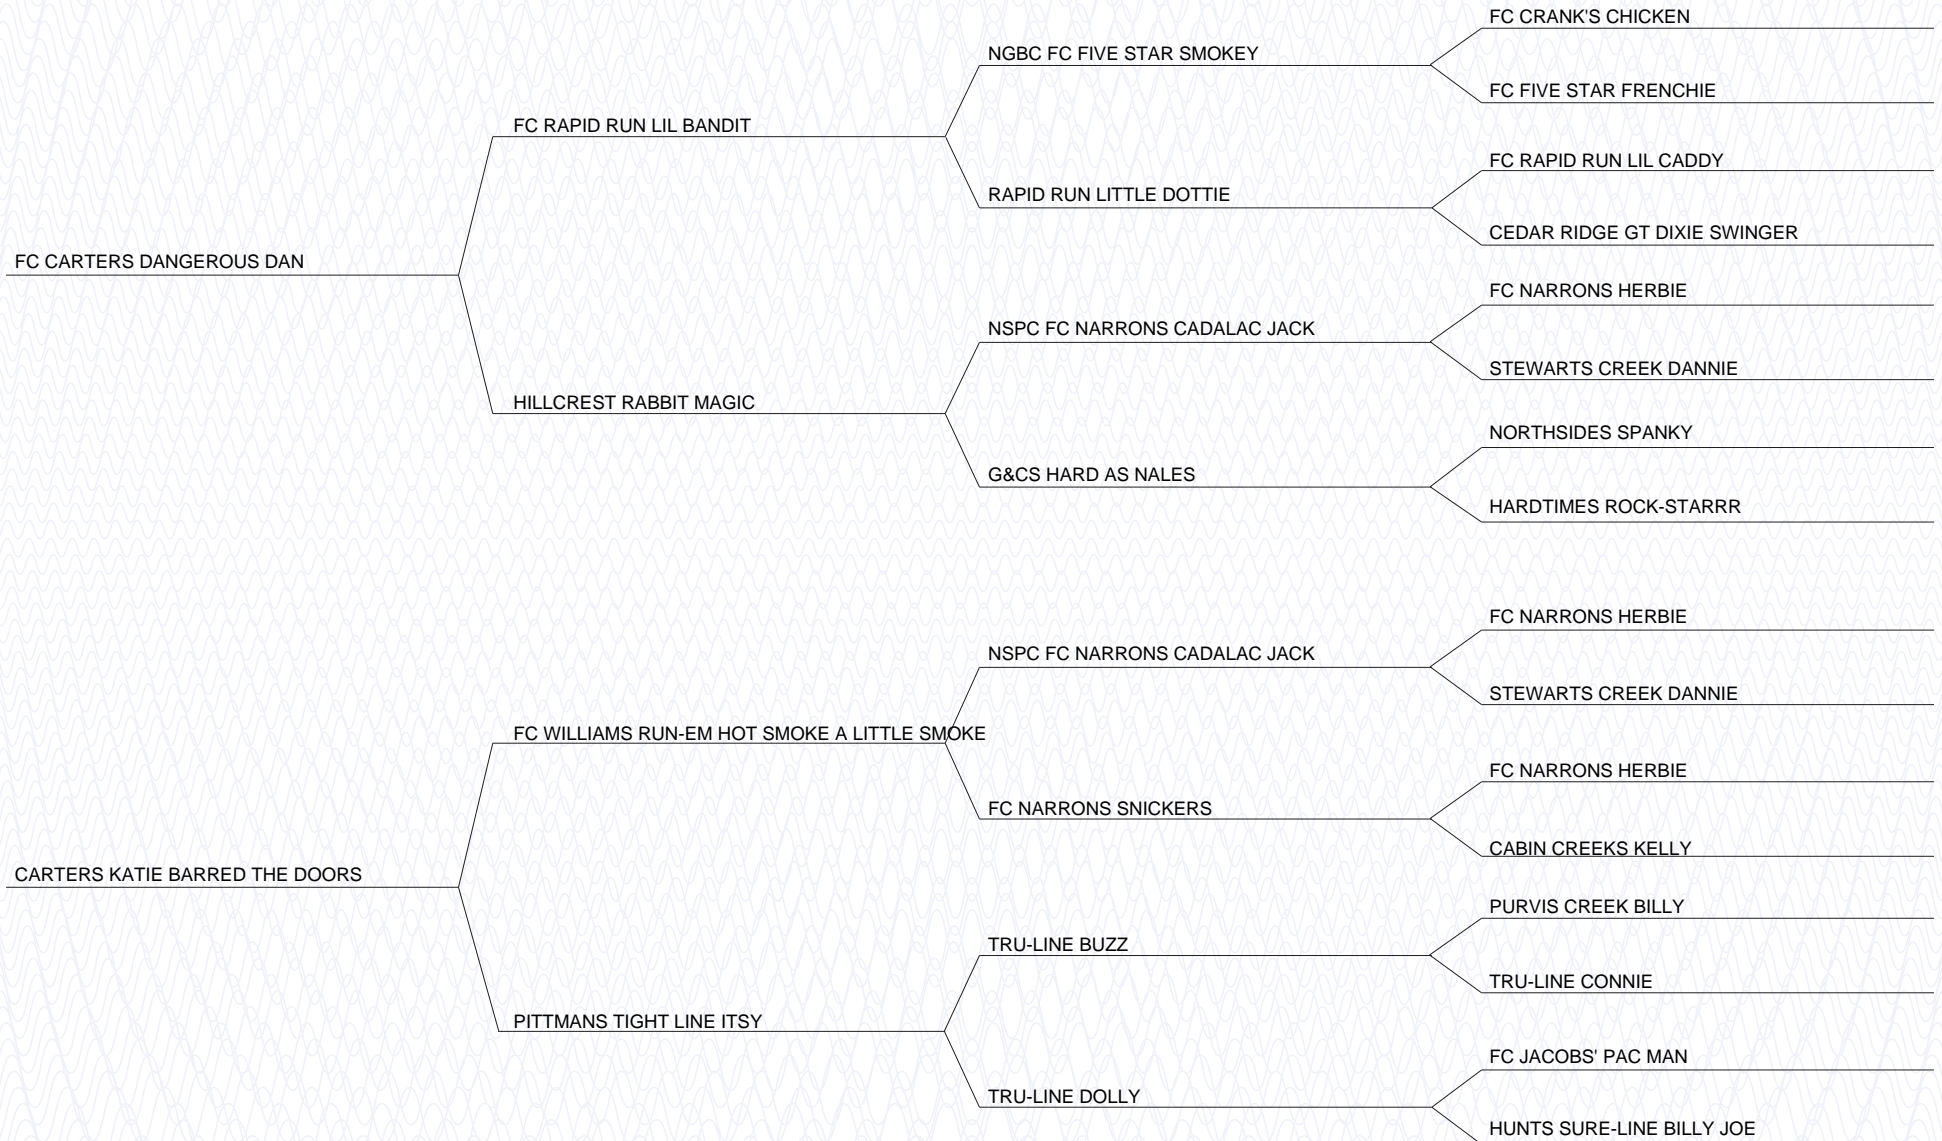 FC CRANK'S CHICKEN
NGBC FC FIVE STAR SMOKEY
FC FIVE STAR FRENCHIE
FC RAPID RUN LIL BANDIT
FC RAPID RUN LIL CADDY
RAPID RUN LITTLE DOTTIE
CEDAR RIDGE GT DIXIE SWINGER
FC CARTERS DANGEROUS DAN
FC NARRONS HERBIE
NSPC FC NARRONS CADALAC JACK
STEWARTS CREEK DANNIE
HILLCREST RABBIT MAGIC
NORTHSIDES SPANKY
G&CS HARD AS NALES
HARDTIMES ROCK-STARRR
FC NARRONS HERBIE
NSPC FC NARRONS CADALAC JACK
STEWARTS CREEK DANNIE
FC WILLIAMS RUN-EM HOT SMOKE A LITTLE SMOKE
FC NARRONS HERBIE
FC NARRONS SNICKERS
CABIN CREEKS KELLY
CARTERS KATIE BARRED THE DOORS
PURVIS CREEK BILLY
TRU-LINE BUZZ
TRU-LINE CONNIE
PITTMANS TIGHT LINE ITSY
FC JACOBS' PAC MAN
TRU-LINE DOLLY
HUNTS SURE-LINE BILLY JOE